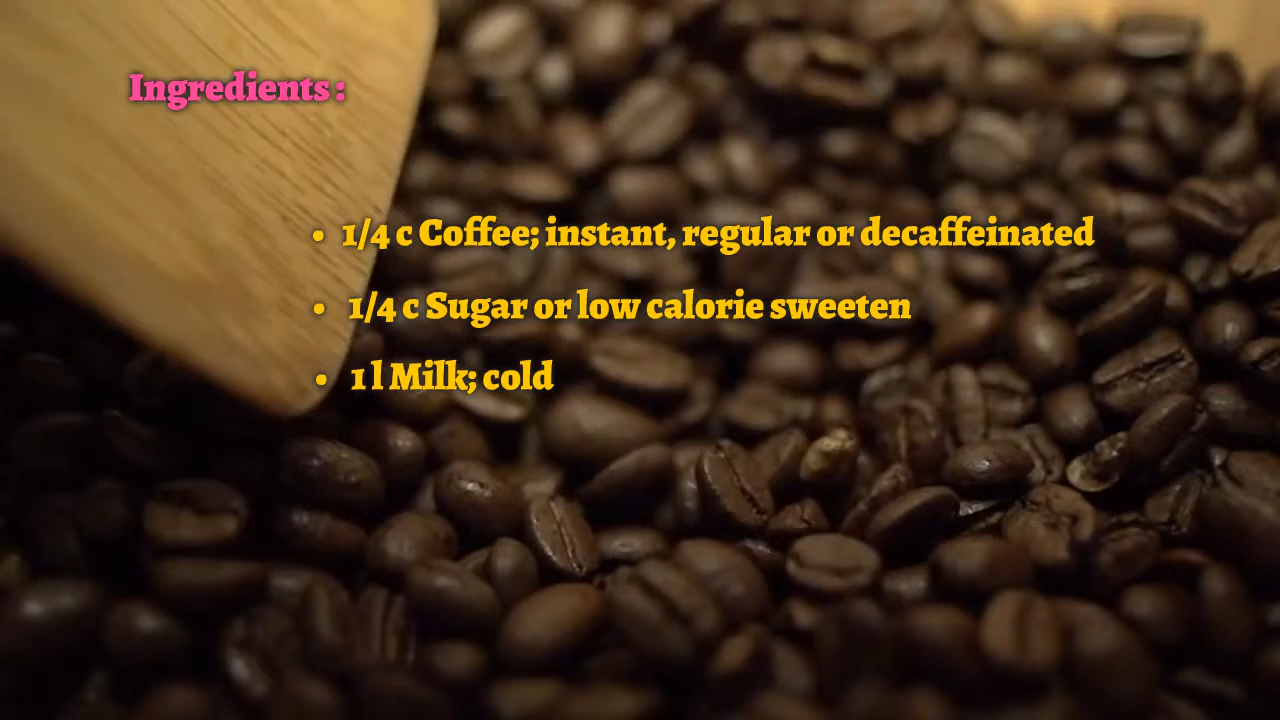 Ingredients :
• 1/4 c Coffee; instant, regular or decaffeinated
• 1/4 c Sugar or low calorie sweeten
• 1 l Milk; cold